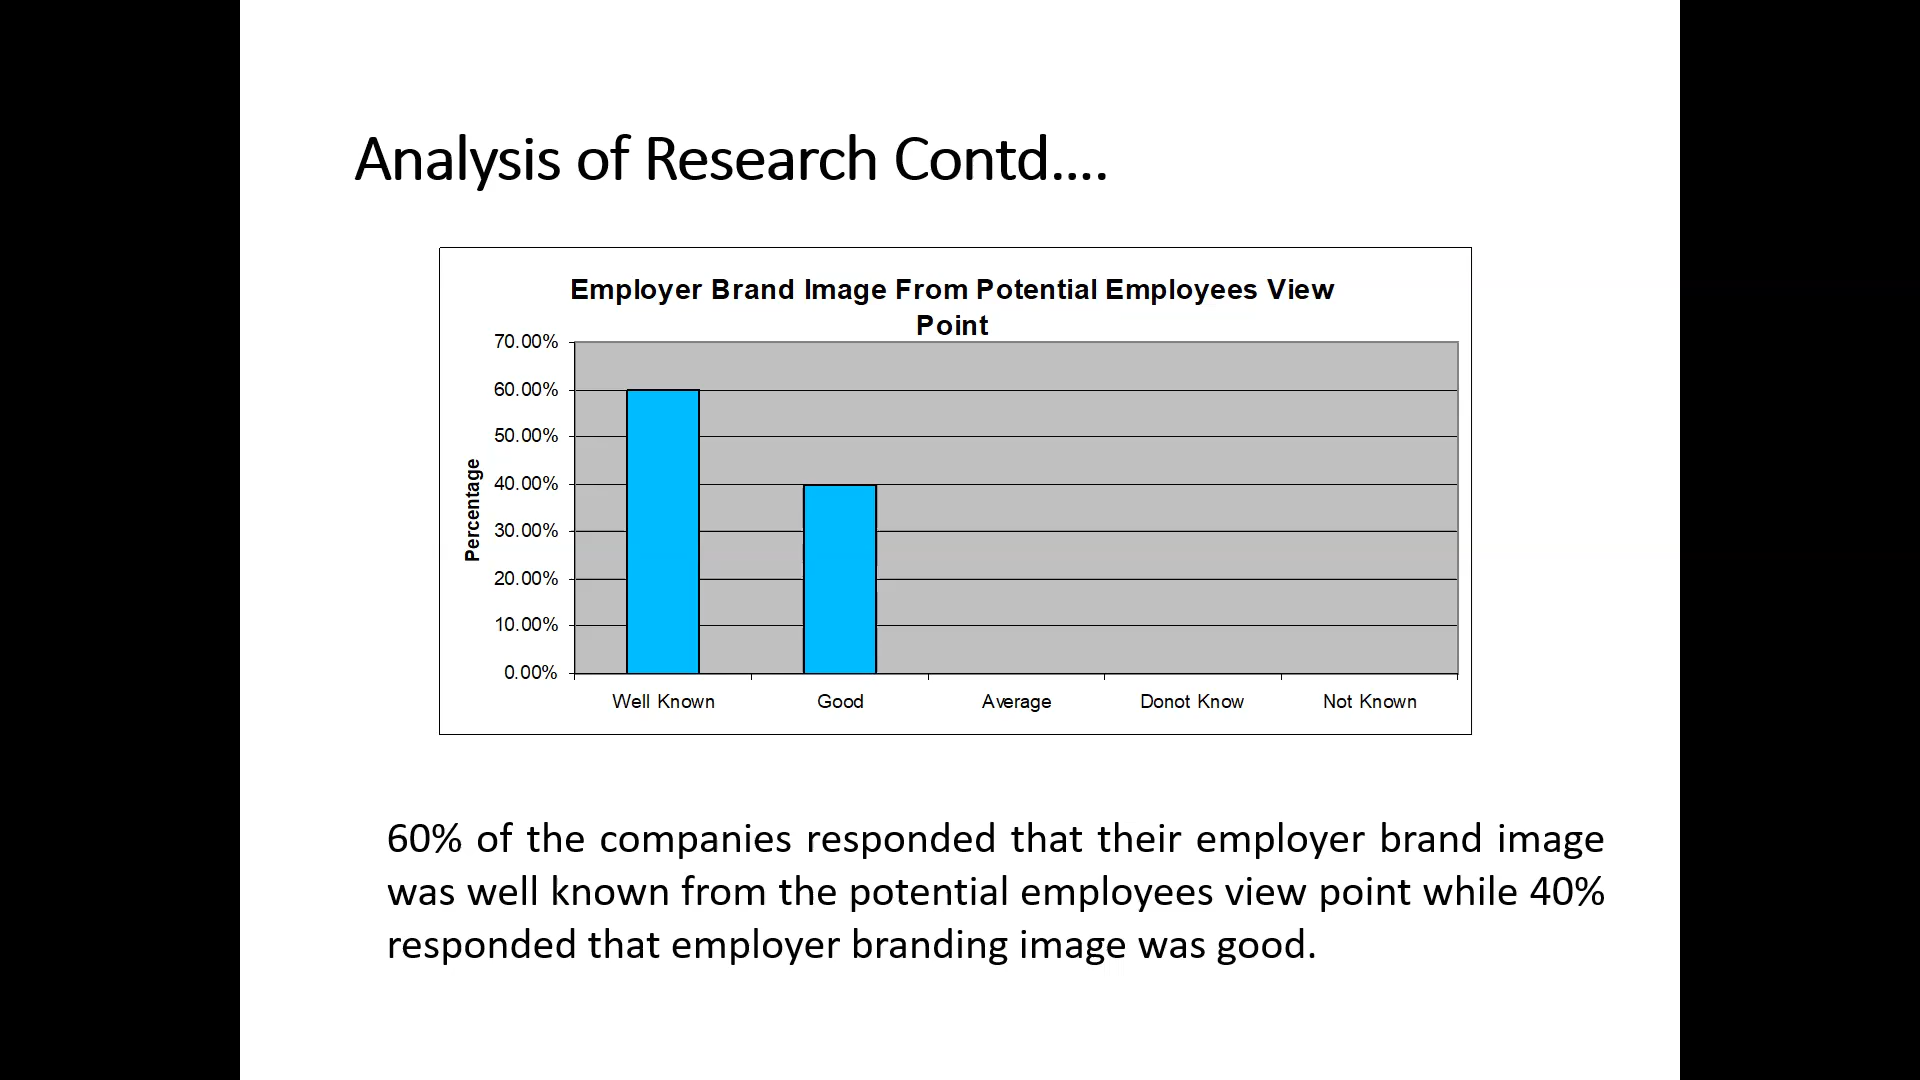 Analysis of Research Contd....
Employer Brand Image From Potential Employees View
Point
70.00%
60.00%
50.00%
40.00%
30.00%
20.00%
10.00%
0.00%
Percentage
Well Known
Good
Average
Donot Know
Not Known
60% of the companies responded that their employer brand image
was well known from the potential employees view point while 40%
responded that employer branding image was good.